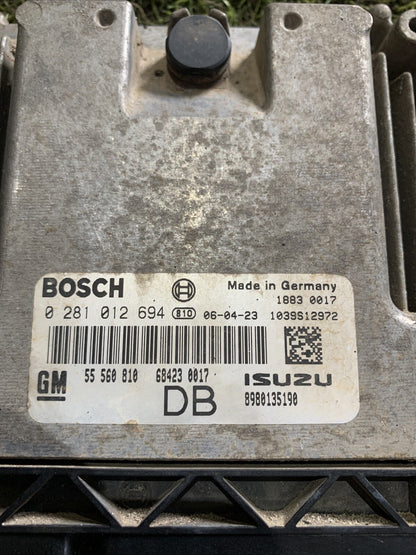 BOSCH Made in Germany
1883 0017
0 281 012 694 810 06-04-23 1039S12972
GM 55 560 810 68423 0017 ISUZU
DB 8980135190